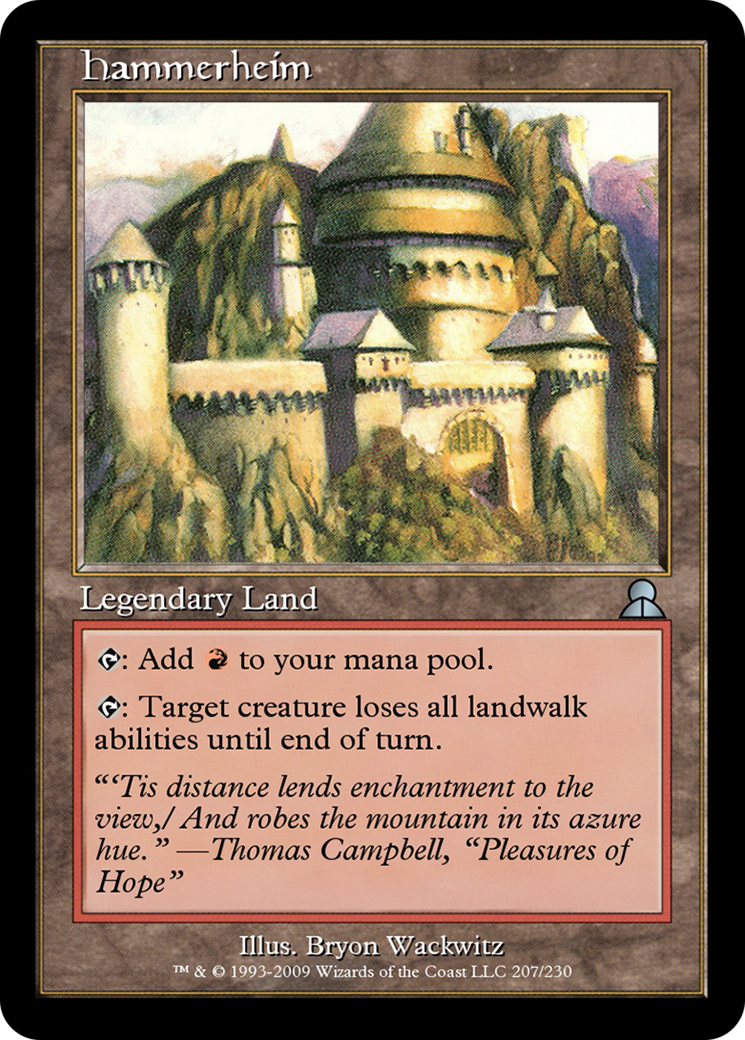 Hammerheim
Legendary Land
: Add to your mana pool.
: Target creature loses all landwalk
abilities until end of turn.
“‘Tis distance lends enchantment to the
view,/ And robes the mountain in its azure
hue.” —Thomas Campbell, “Pleasures of
Hope”
Illus. Bryon Wackwitz
™ & © 1993-2009 Wizards of the Coast LLC 207/230